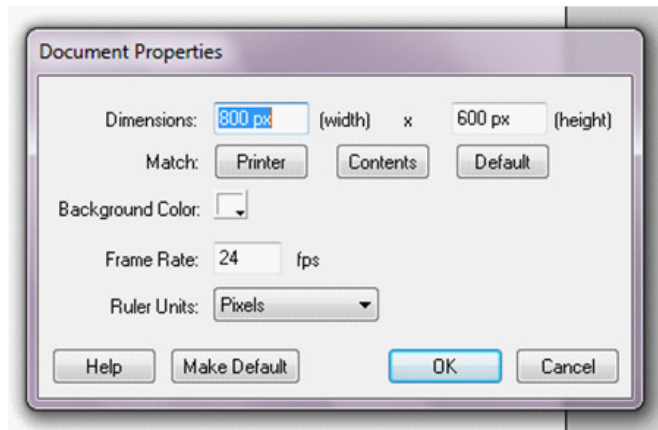 Document Properties
Dimensions: 800 px (width) x 600 px (height)
Match: Printer Contents Default
Background Color:
Frame Rate: 24 fps
Ruler Units: Pixels
Help Make Default OK Cancel